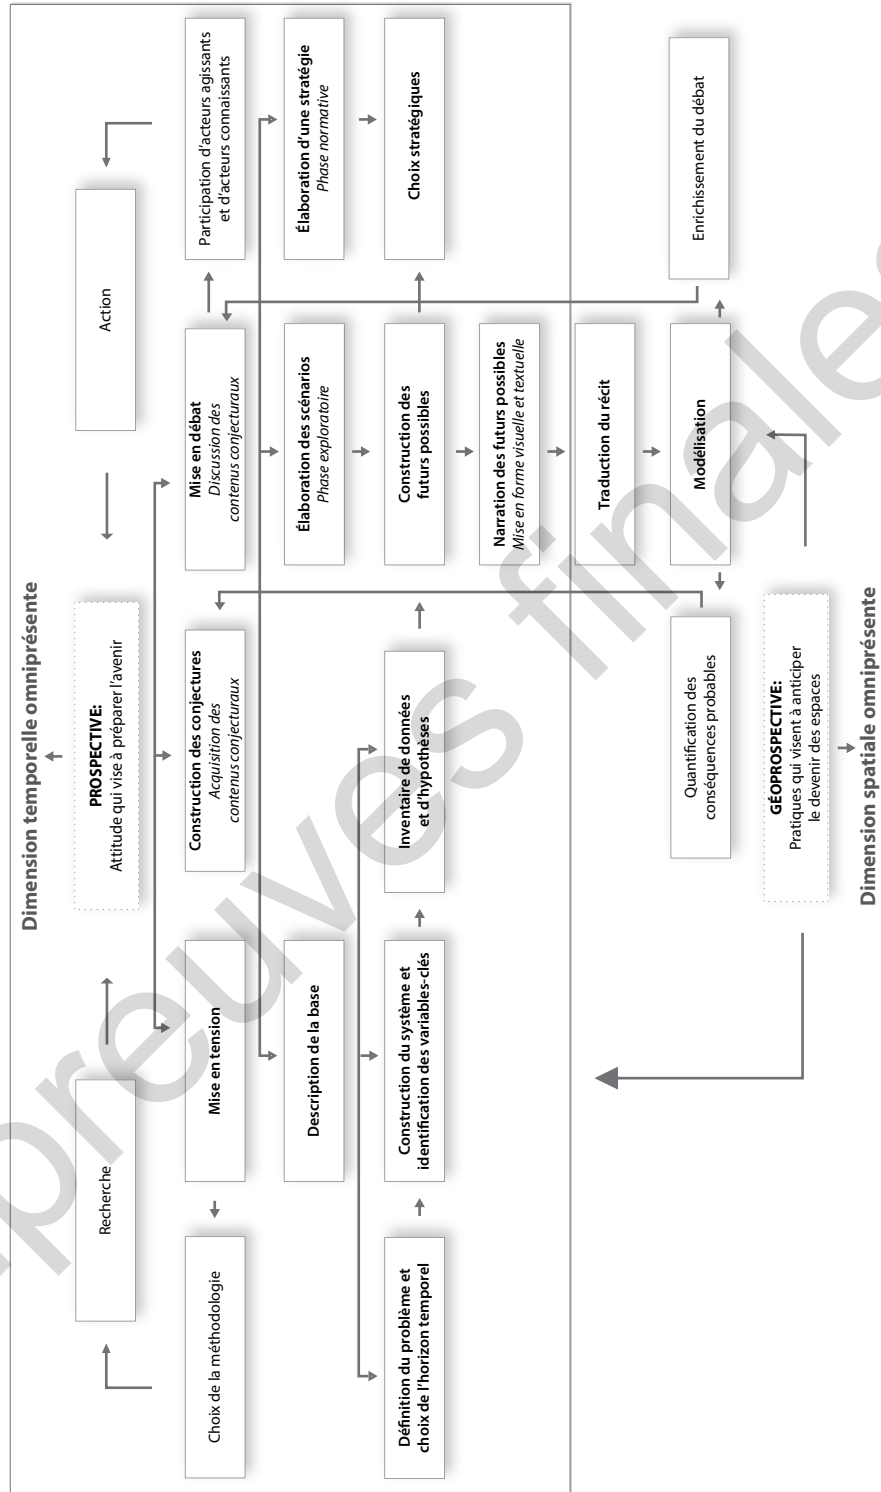 Dimension temporelle omniprésente
Recherche
PROSPECTIVE:
Attitude qui vise à préparer l'avenir
Action
Choix de la méthodologie
Mise en tension
Construction des conjectures
Acquisition des
contenus conjecturaux
Mise en débat
Discussion des
contenus conjecturaux
Participation d'acteurs agissants
et d'acteurs connaissants
Description de la base
Élaboration des scénarios
Phase exploratoire
Élaboration d'une stratégie
Phase normative
Définition du problème et
choix de l'horizon temporel
Construction du système et
identification des variables-clés
Inventaire de données
et d'hypothèses
Construction des
futurs possibles
Choix stratégiques
Narration des futurs possibles
Mise en forme visuelle et textuelle
Traduction du récit
Quantification des
conséquences probables
Modélisation
Enrichissement du débat
GÉOPROSPECTIVE:
Pratiques qui visent à anticiper
le devenir des espaces
Dimension spatiale omniprésente
preuves finales